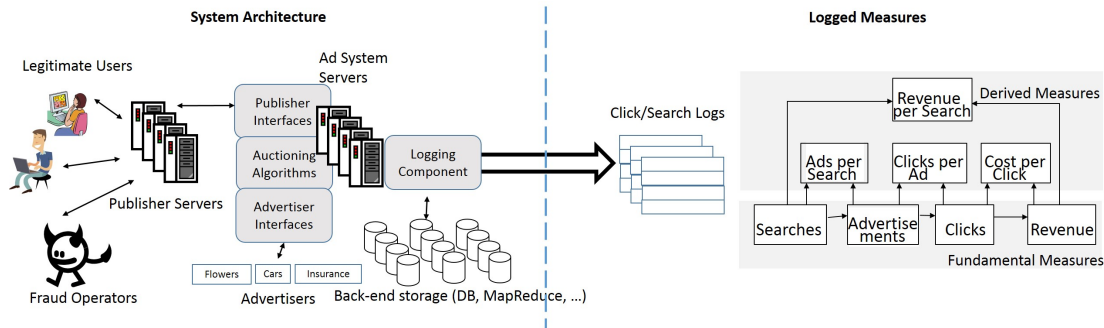 System Architecture
Legitimate Users
Ad System
Servers
Publisher
Interfaces
Auctioning
Algorithms
Advertiser
Interfaces
Logging
Component
Publisher Servers
Fraud Operators
Flowers
Cars
Insurance
Advertisers
Back-end storage (DB, MapReduce, ...)
Click/Search Logs
Logged Measures
Revenue
per Search
Derived Measures
Ads per
Search
Clicks per
Ad
Cost per
Click
Searches
Advertise
ments
Clicks
Revenue
Fundamental Measures